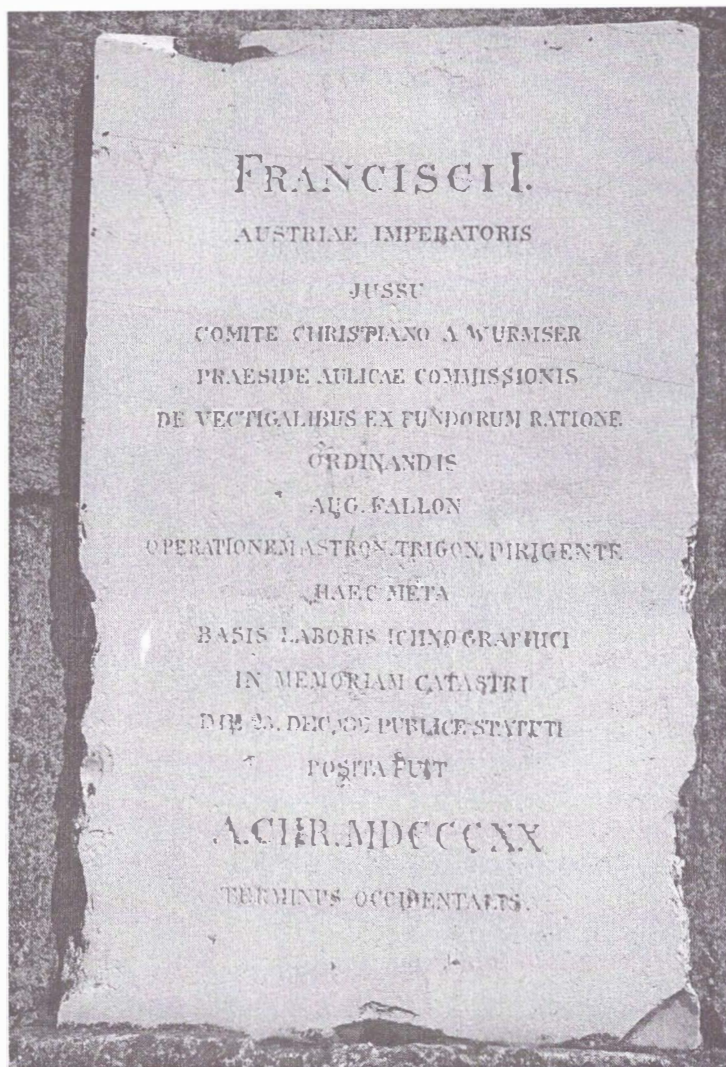 FRANCISCI I.
AUSTRIAE IMPERATORIS
JUSSU
COMITE CHRISTIANO A WURMSER
PRAESIDE AULICAE COMMISSIONIS
DE VECTIGALIBUS EX FUNDORUM RATIONE
ORDINANDIS
AUG. FALLON
OPERATIONEM ASTRON. TRIGON. DIRIGENTE
HAEC META
BASIS LABORIS ICHNOGRAPHICI
IN MEMORIAM CATASTRI
DIE 23. PUBLICE STATUTI
POSITA FUIT
A. CHR. MDCCCXX
TERMINUS OCCIDENTALIS.